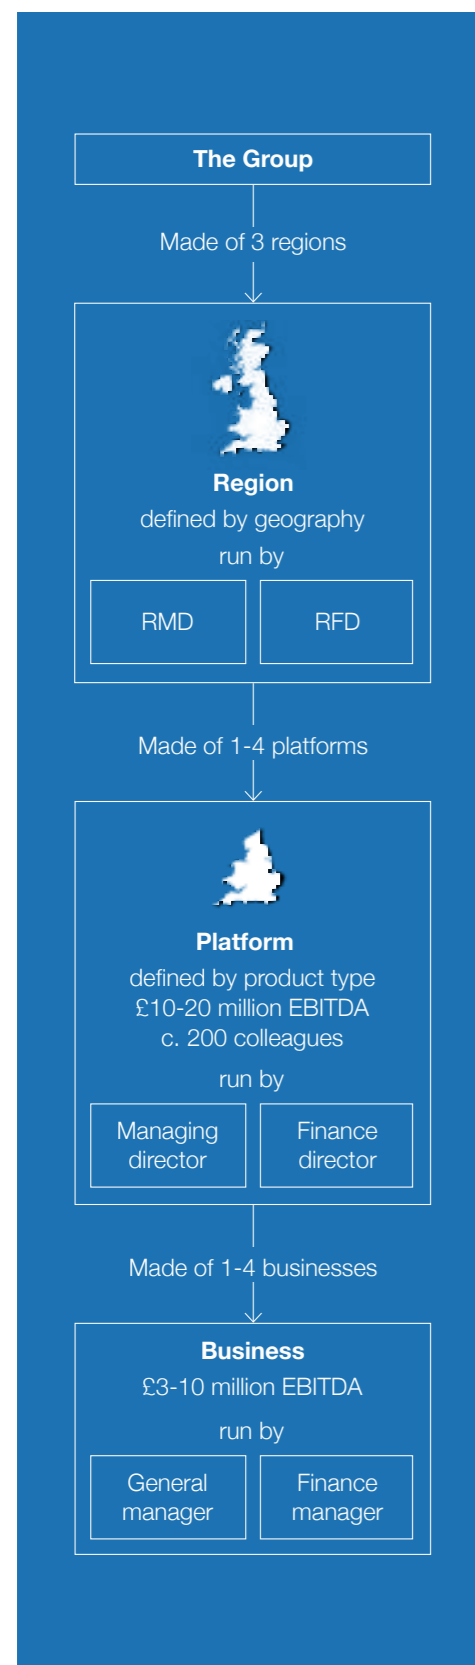 The Group
Made of 3 regions
Region
defined by geography
run by
RMD
RFD
Made of 1-4 platforms
Platform
defined by product type
£10-20 million EBITDA
c. 200 colleagues
run by
Managing
director
Finance
director
Made of 1-4 businesses
Business
£3-10 million EBITDA
run by
General
manager
Finance
manager